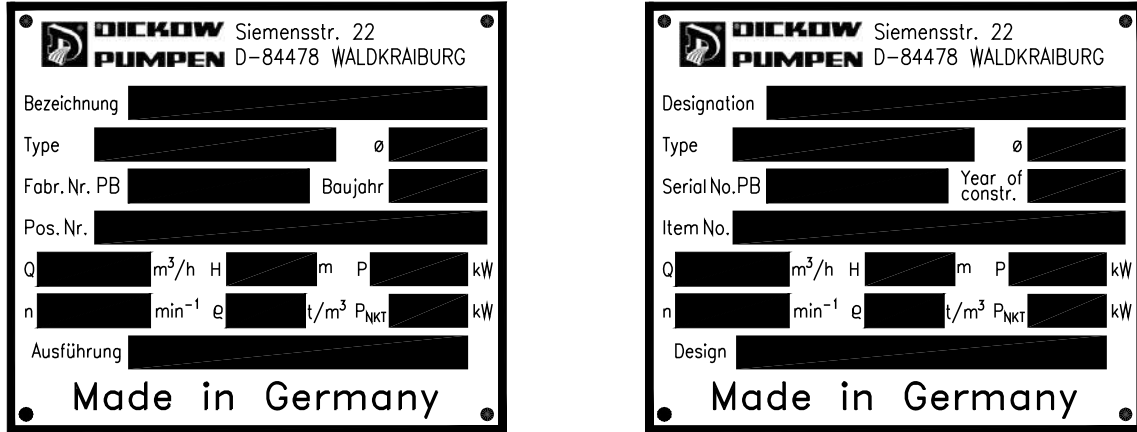 DICKOW Siemensstr. 22
PUMPEN D-84478 WALDKRAIBURG
Bezeichnung
Type ø
Fabr. Nr. PB Baujahr
Pos. Nr.
Q m³/h H m P kW
n min⁻¹ ϱ t/m³ P_NKT kW
Ausführung
Made in Germany
DICKOW Siemensstr. 22
PUMPEN D-84478 WALDKRAIBURG
Designation
Type ø
Serial No. PB Year of constr.
Item No.
Q m³/h H m P kW
n min⁻¹ ϱ t/m³ P_NKT kW
Design
Made in Germany